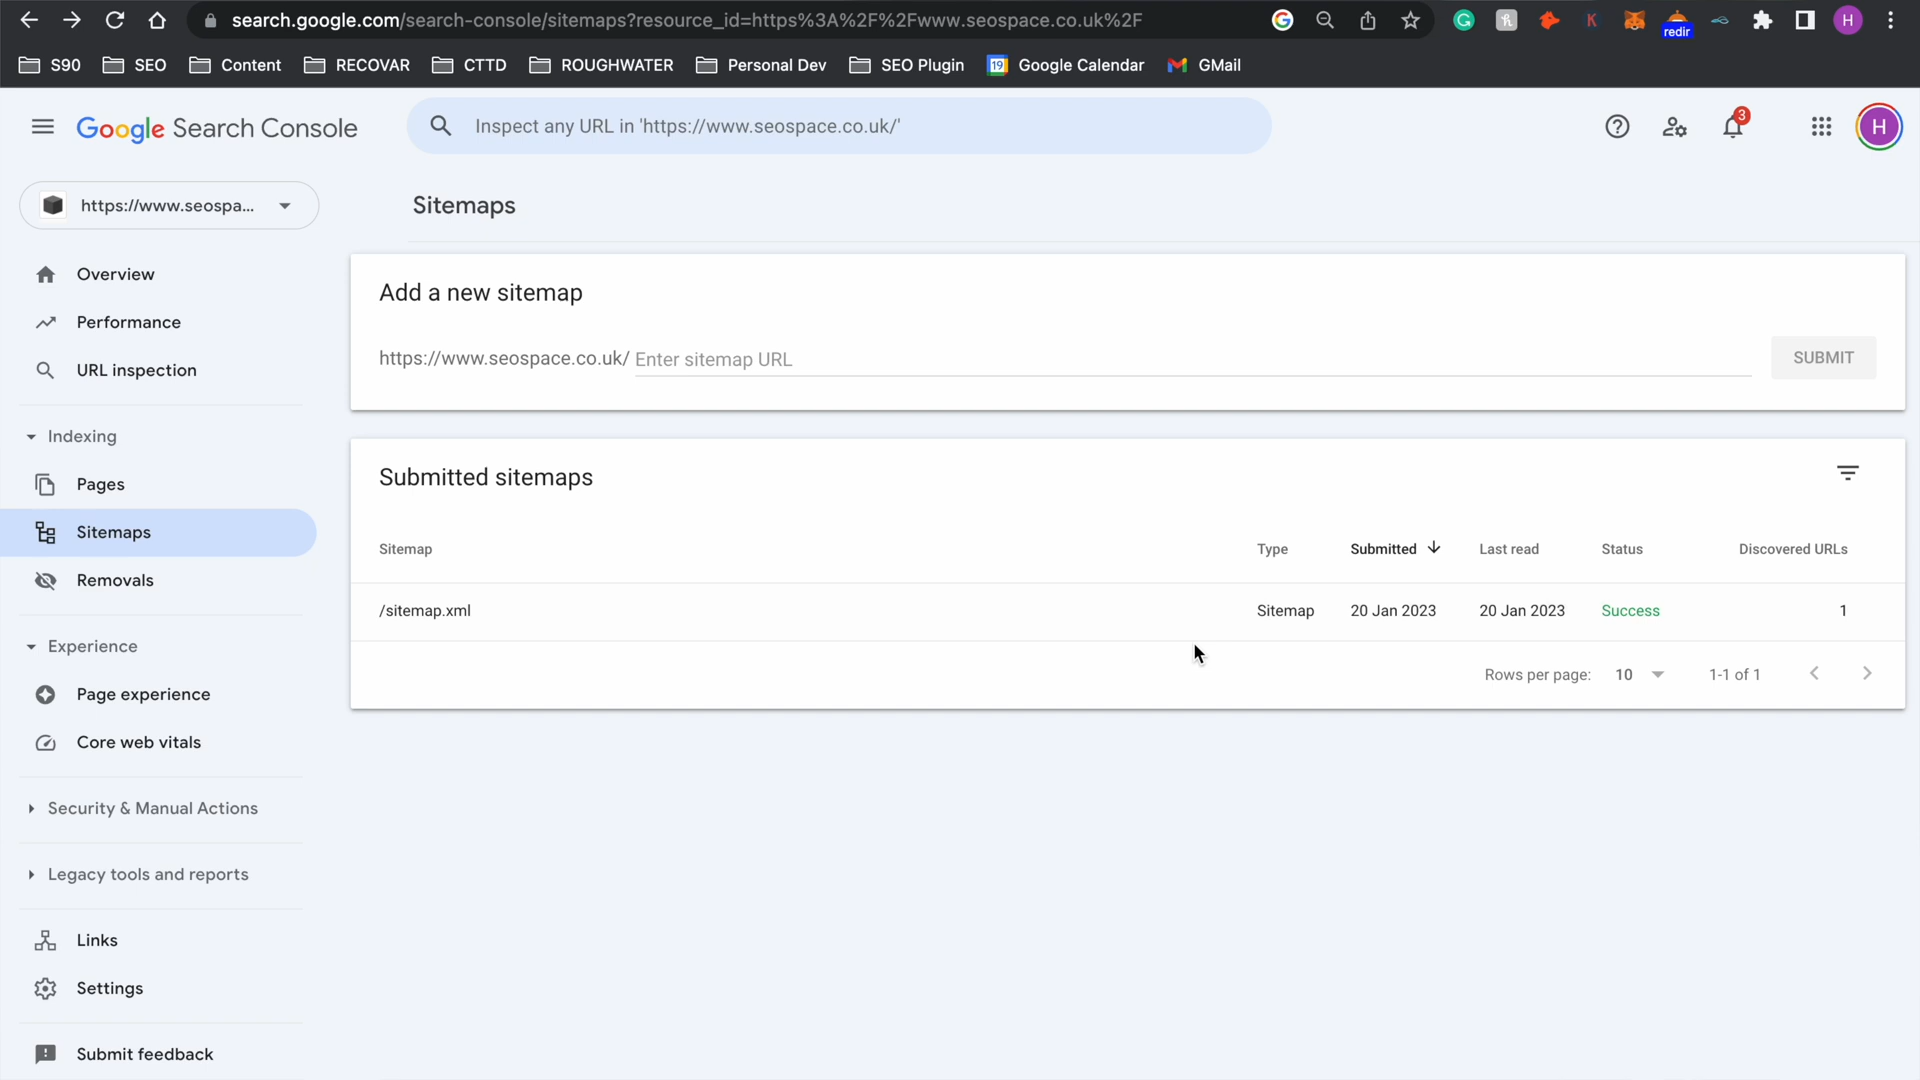 search.google.com/search-console/sitemaps?resource_id=https%3A%2F%2Fwww.seospace.co.uk%2F
redir
H
S90 SEO Content RECOVAR CTTD ROUGHWATER Personal Dev SEO Plugin 19 Google Calendar GMail
Google Search Console
Inspect any URL in 'https://www.seospace.co.uk/'
3
H
https://www.seospa...
Sitemaps
Overview
Performance
URL inspection
Indexing
Pages
Sitemaps
Removals
Experience
Page experience
Core web vitals
Security & Manual Actions
Legacy tools and reports
Links
Settings
Submit feedback
Add a new sitemap
https://www.seospace.co.uk/ Enter sitemap URL
SUBMIT
Submitted sitemaps
Sitemap Type Submitted Last read Status Discovered URLs
/sitemap.xml Sitemap 20 Jan 2023 20 Jan 2023 Success 1
Rows per page: 10 1-1 of 1